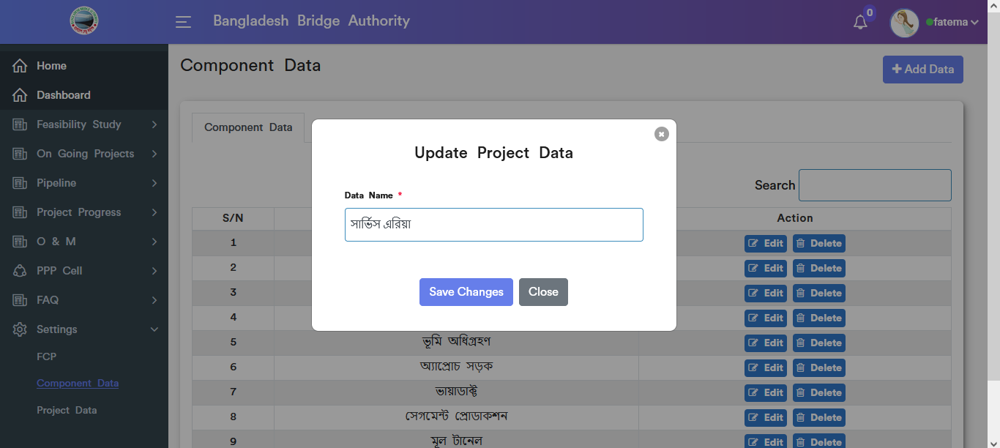 Bangladesh Bridge Authority
0
fatema
Home
Dashboard
Feasibility Study
On Going Projects
Pipeline
Project Progress
O & M
PPP Cell
FAQ
Settings
FCP
Component Data
Project Data
Component Data
Add Data
Component Data
Search
S/N Action
1 Edit Delete
2 Edit Delete
3 Edit Delete
4 Edit Delete
5 ভূমি অধিগ্রহণ Edit Delete
6 অ্যাপ্রোচ সড়ক Edit Delete
7 ভায়াডাক্ট Edit Delete
8 সেগমেন্ট প্রোডাকশন Edit Delete
9 মূল টানেল Edit Delete
Update Project Data
Data Name *
সার্ভিস এরিয়া
Save Changes Close